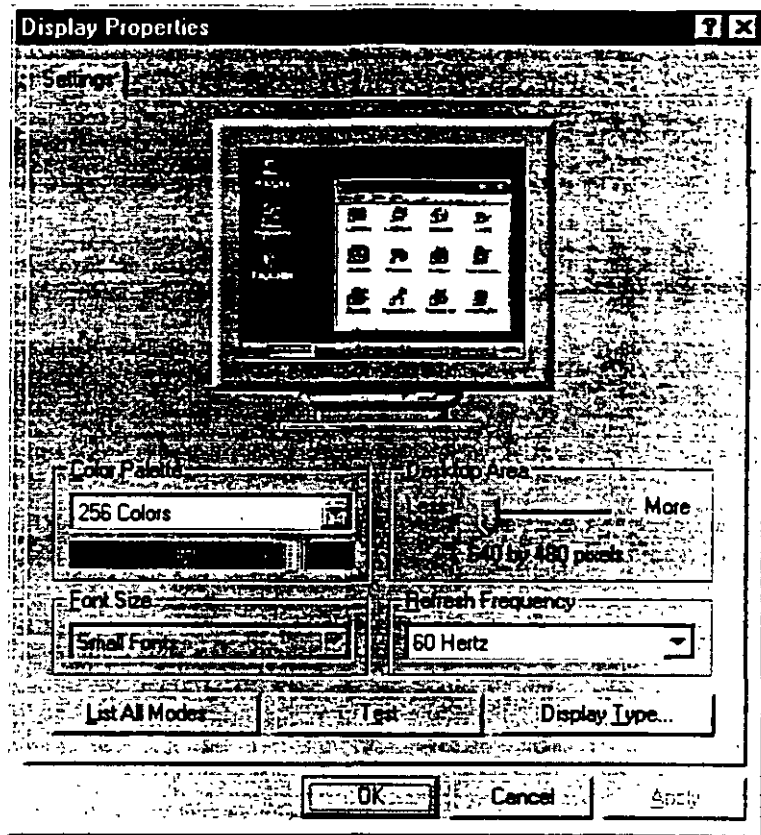 Display Properties
Settings
Color Palette
256 Colors
Desktop Area
Less More
640 by 480 pixels
Font Size
Small Fonts
Refresh Frequency
60 Hertz
List All Modes... Test Display Type...
OK Cancel Apply